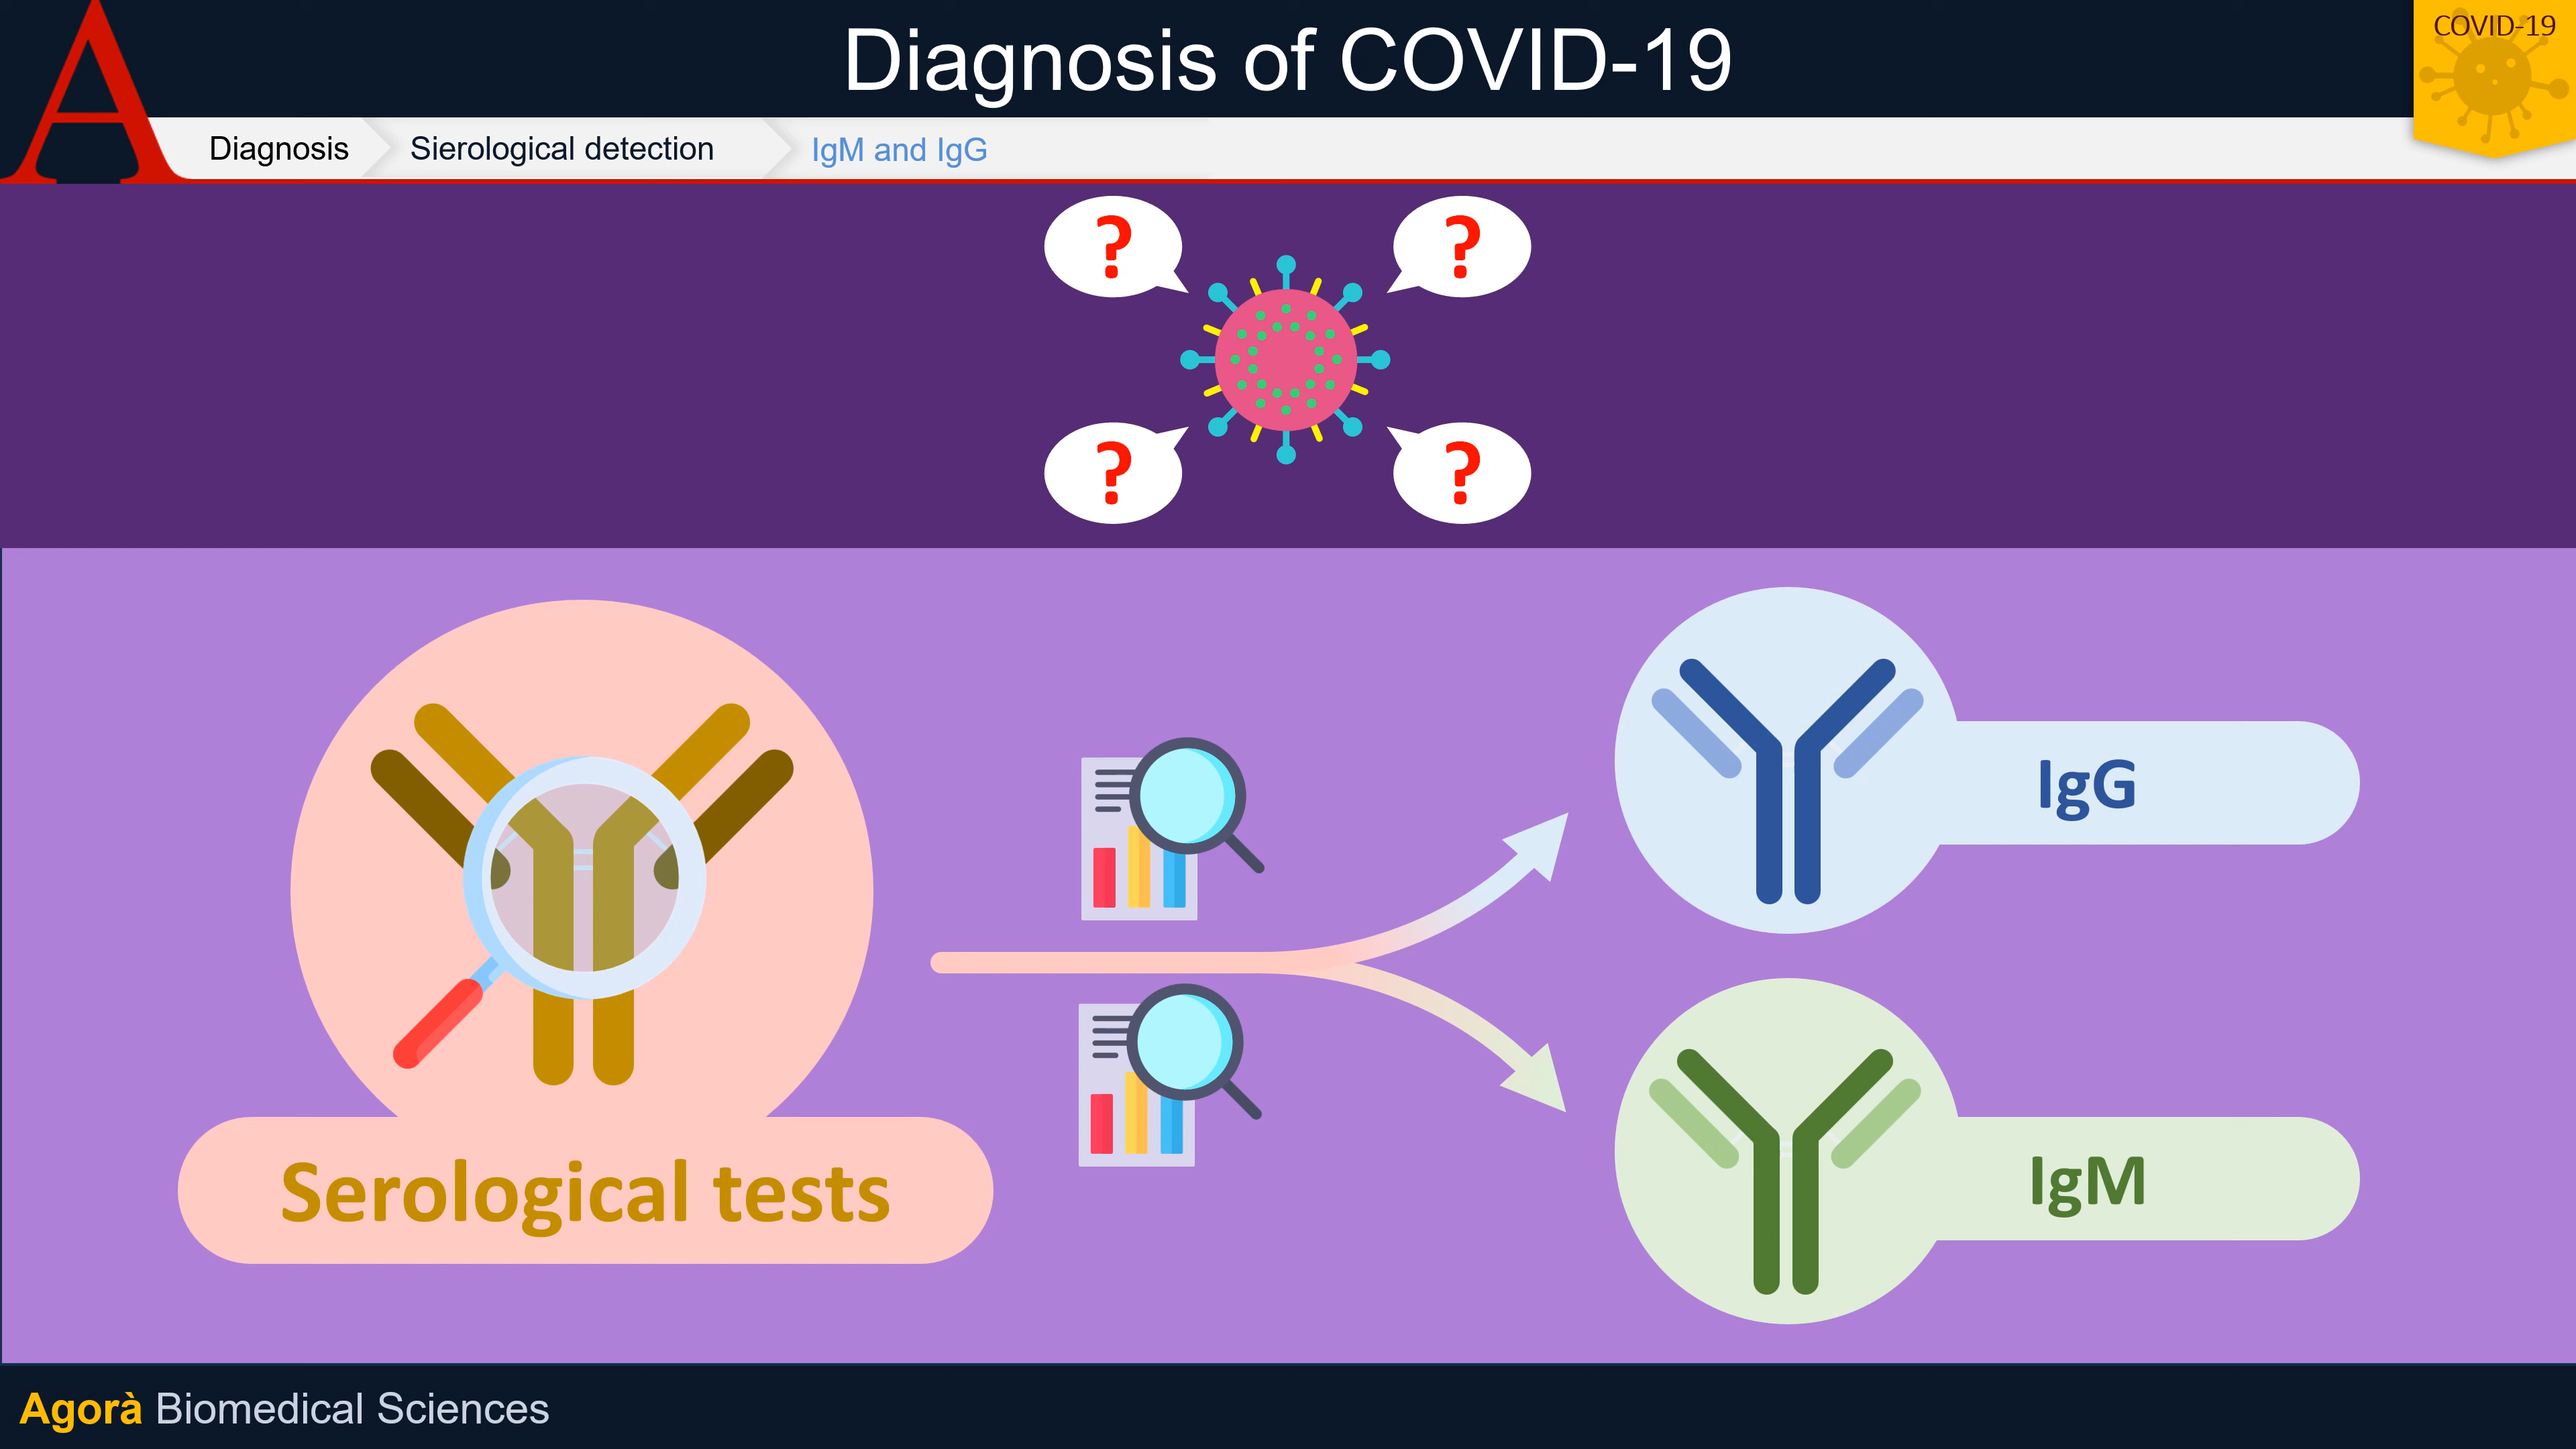 A
Diagnosis of COVID-19
COVID-19
Diagnosis
Sierological detection
IgM and IgG
?
?
?
?
IgG
Serological tests
IgM
Agorà Biomedical Sciences